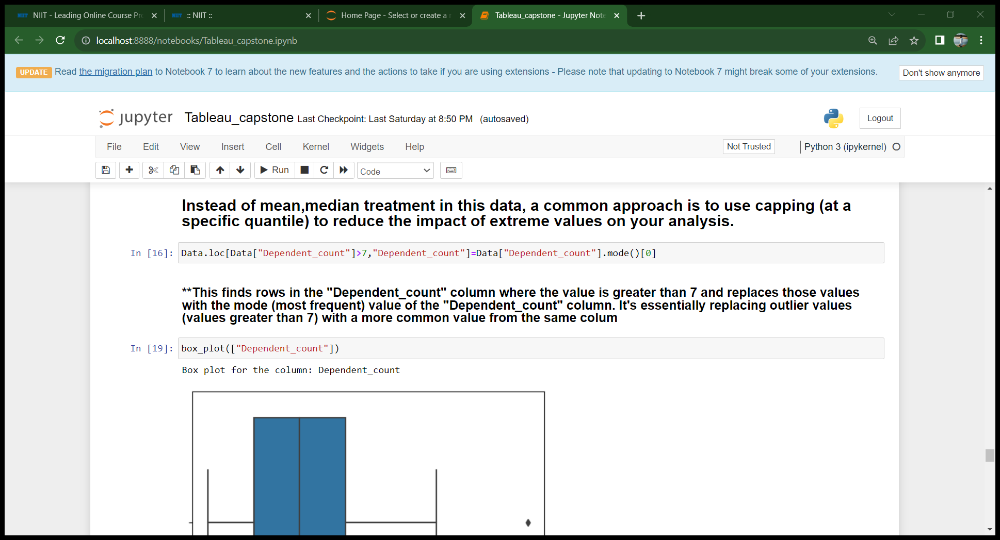 NIIT NIIT - Leading Online Course Pr
NIIT :: NIIT ::
Home Page - Select or create a
Tableau_capstone - Jupyter Note
localhost:8888/notebooks/Tableau_capstone.ipynb
UPDATE Read the migration plan to Notebook 7 to learn about the new features and the actions to take if you are using extensions - Please note that updating to Notebook 7 might break some of your extensions.
Don't show anymore
jupyter Tableau_capstone Last Checkpoint: Last Saturday at 8:50 PM (autosaved)
Logout
File Edit View Insert Cell Kernel Widgets Help
Not Trusted
Python 3 (ipykernel)
Run
Code
Instead of mean,median treatment in this data, a common approach is to use capping (at a
specific quantile) to reduce the impact of extreme values on your analysis.
In [16]: Data.loc[Data["Dependent_count"]>7,"Dependent_count"]=Data["Dependent_count"].mode()[0]
**This finds rows in the "Dependent_count" column where the value is greater than 7 and replaces those values
with the mode (most frequent) value of the "Dependent_count" column. It's essentially replacing outlier values
(values greater than 7) with a more common value from the same colum
In [19]: box_plot(["Dependent_count"])
Box plot for the column: Dependent_count